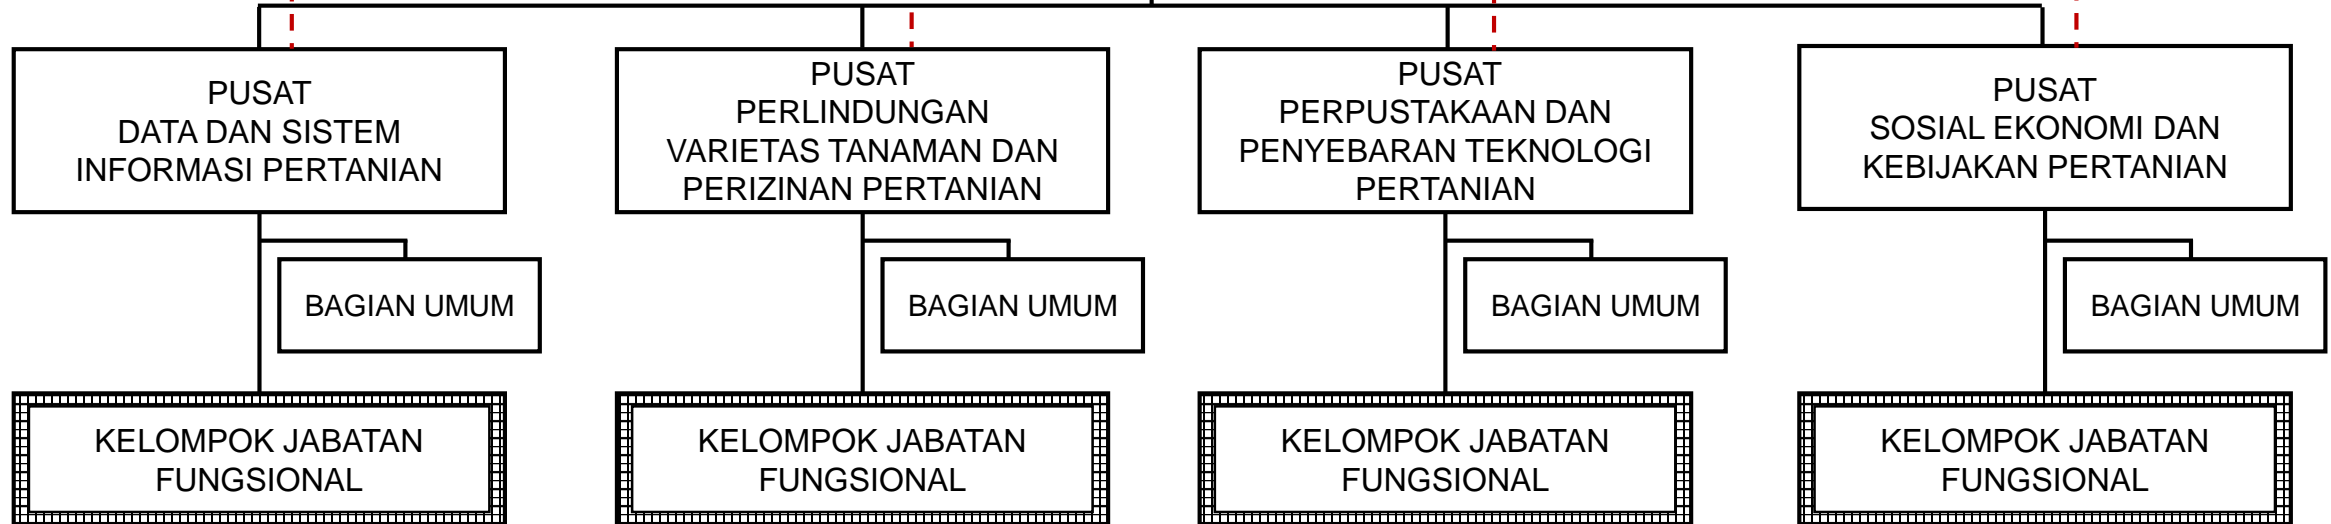 PUSAT
DATA DAN SISTEM
INFORMASI PERTANIAN
PUSAT
PERLINDUNGAN
VARIETAS TANAMAN DAN
PERIZINAN PERTANIAN
PUSAT
PERPUSTAKAAN DAN
PENYEBARAN TEKNOLOGI
PERTANIAN
PUSAT
SOSIAL EKONOMI DAN
KEBIJAKAN PERTANIAN
BAGIAN UMUM
BAGIAN UMUM
BAGIAN UMUM
BAGIAN UMUM
KELOMPOK JABATAN
FUNGSIONAL
KELOMPOK JABATAN
FUNGSIONAL
KELOMPOK JABATAN
FUNGSIONAL
KELOMPOK JABATAN
FUNGSIONAL